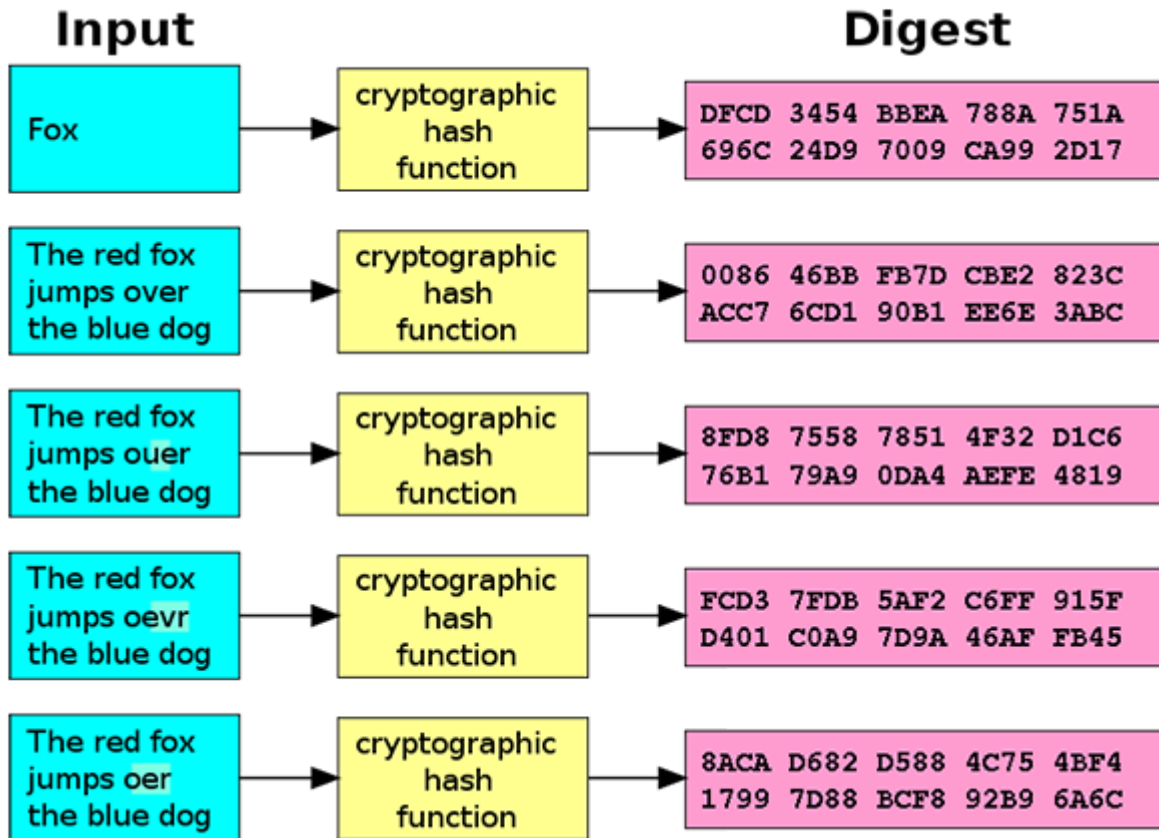 Input
Digest
Fox
cryptographic
hash
function
DFCD 3454 BBEA 788A 751A
696C 24D9 7009 CA99 2D17
The red fox
jumps over
the blue dog
cryptographic
hash
function
0086 46BB FB7D CBE2 823C
ACC7 6CD1 90B1 EE6E 3ABC
The red fox
jumps ouer
the blue dog
cryptographic
hash
function
8FD8 7558 7851 4F32 D1C6
76B1 79A9 0DA4 AEFE 4819
The red fox
jumps oevr
the blue dog
cryptographic
hash
function
FCD3 7FDB 5AF2 C6FF 915F
D401 C0A9 7D9A 46AF FB45
The red fox
jumps oer
the blue dog
cryptographic
hash
function
8ACA D682 D588 4C75 4BF4
1799 7D88 BCF8 92B9 6A6C